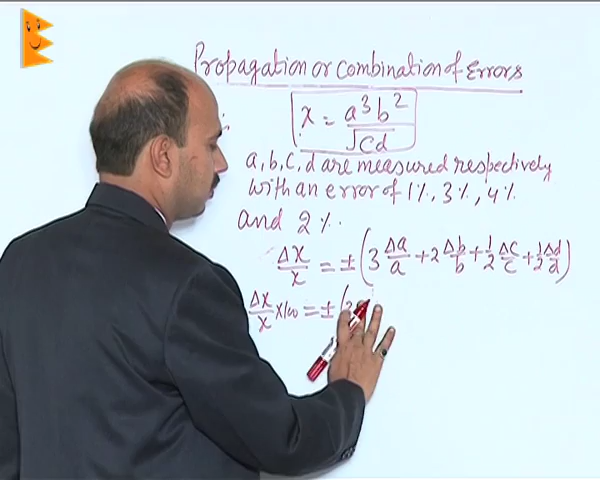 Propagation or Combination of Errors
x = a³b² / √cd
a, b, c, d are measured respectively
with an error of 1%, 3%, 4%
and 2%.
Δx/x = ± (3 Δa/a + 2 Δb/b + 1/2 Δc/c + 1/2 Δd/d)
Δx/x ×100 = ± (3